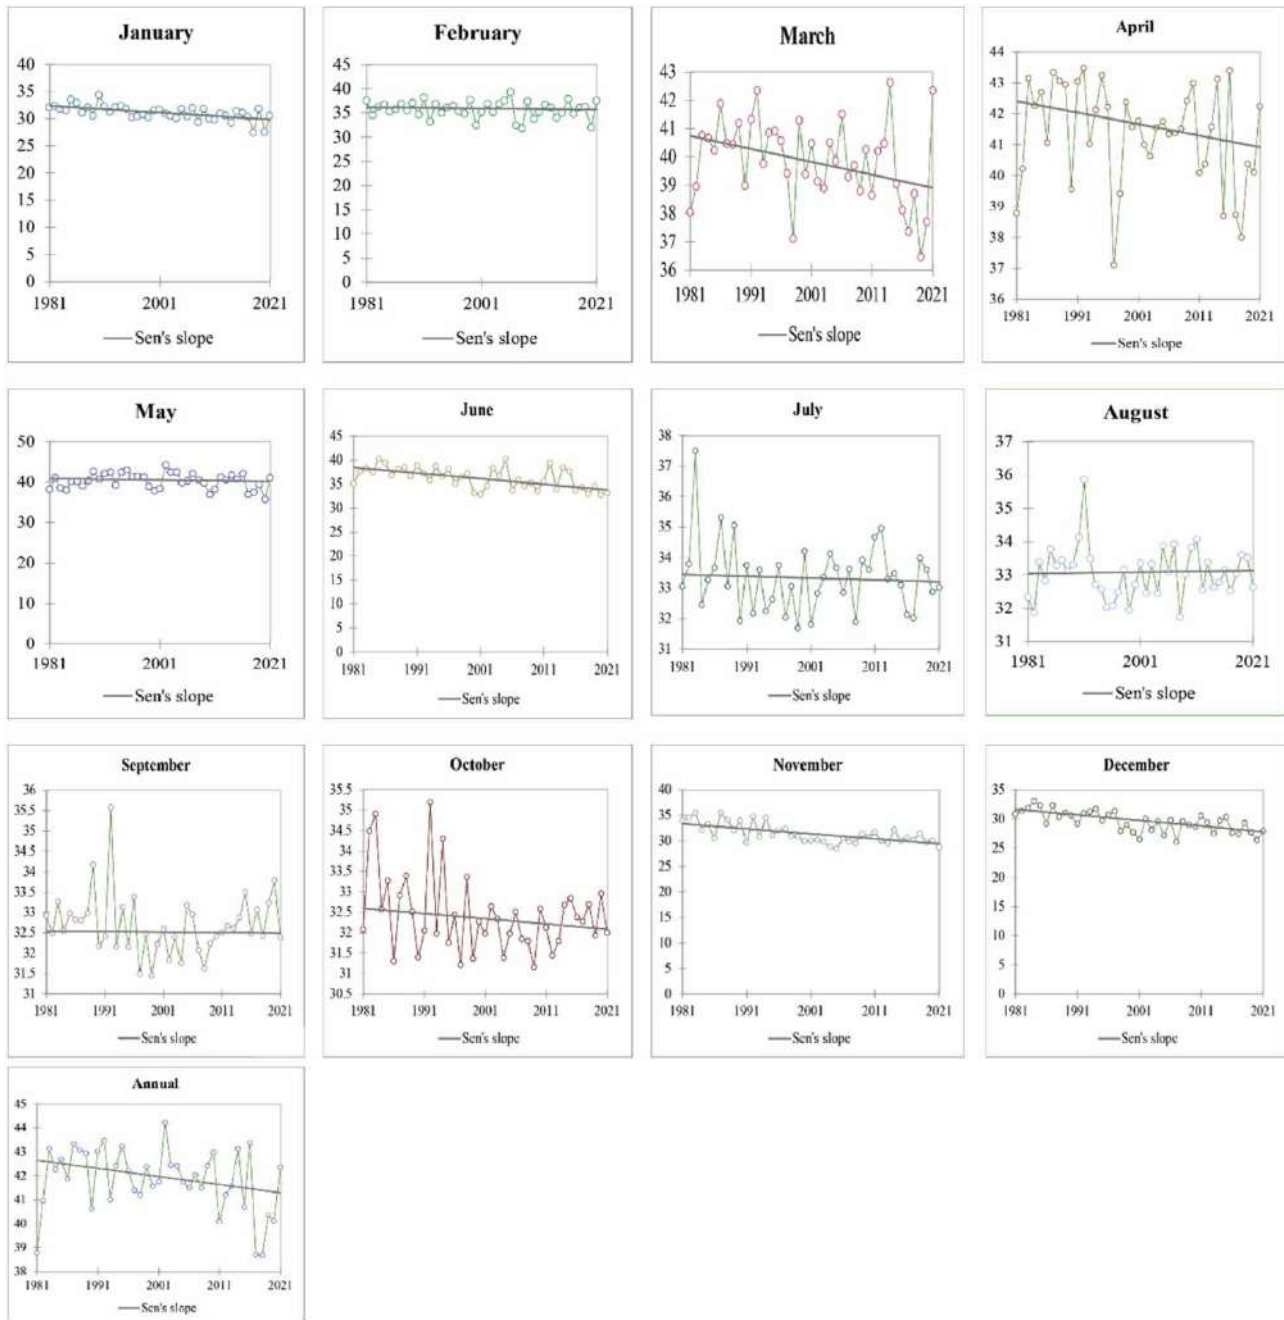 January
40
35
30
25
20
15
10
5
0
1981 2001 2021
Sen's slope
February
45
40
35
30
25
20
15
10
5
0
1981 2001 2021
Sen's slope
March
43
42
41
40
39
38
37
36
1981 1991 2001 2011 2021
Sen's slope
April
44
43
42
41
40
39
38
37
36
1981 1991 2001 2011 2021
Sen's slope
May
50
40
30
20
10
0
1981 2001 2021
Sen's slope
June
45
40
35
30
25
20
15
10
5
0
1981 1991 2001 2011 2021
Sen's slope
July
38
37
36
35
34
33
32
31
1981 1991 2001 2011 2021
Sen's slope
August
37
36
35
34
33
32
31
1981 2001 2021
Sen's slope
September
36
35.5
35
34.5
34
33.5
33
32.5
32
31.5
31
1981 1991 2001 2011 2021
Sen's slope
October
35.5
35
34.5
34
33.5
33
32.5
32
31.5
31
30.5
1981 1991 2001 2011 2021
Sen's slope
November
40
35
30
25
20
15
10
5
0
1981 1991 2001 2011 2021
Sen's slope
December
35
30
25
20
15
10
5
0
1981 1991 2001 2011 2021
Sen's slope
Annual
45
44
43
42
41
40
39
38
1981 1991 2001 2011 2021
Sen's slope